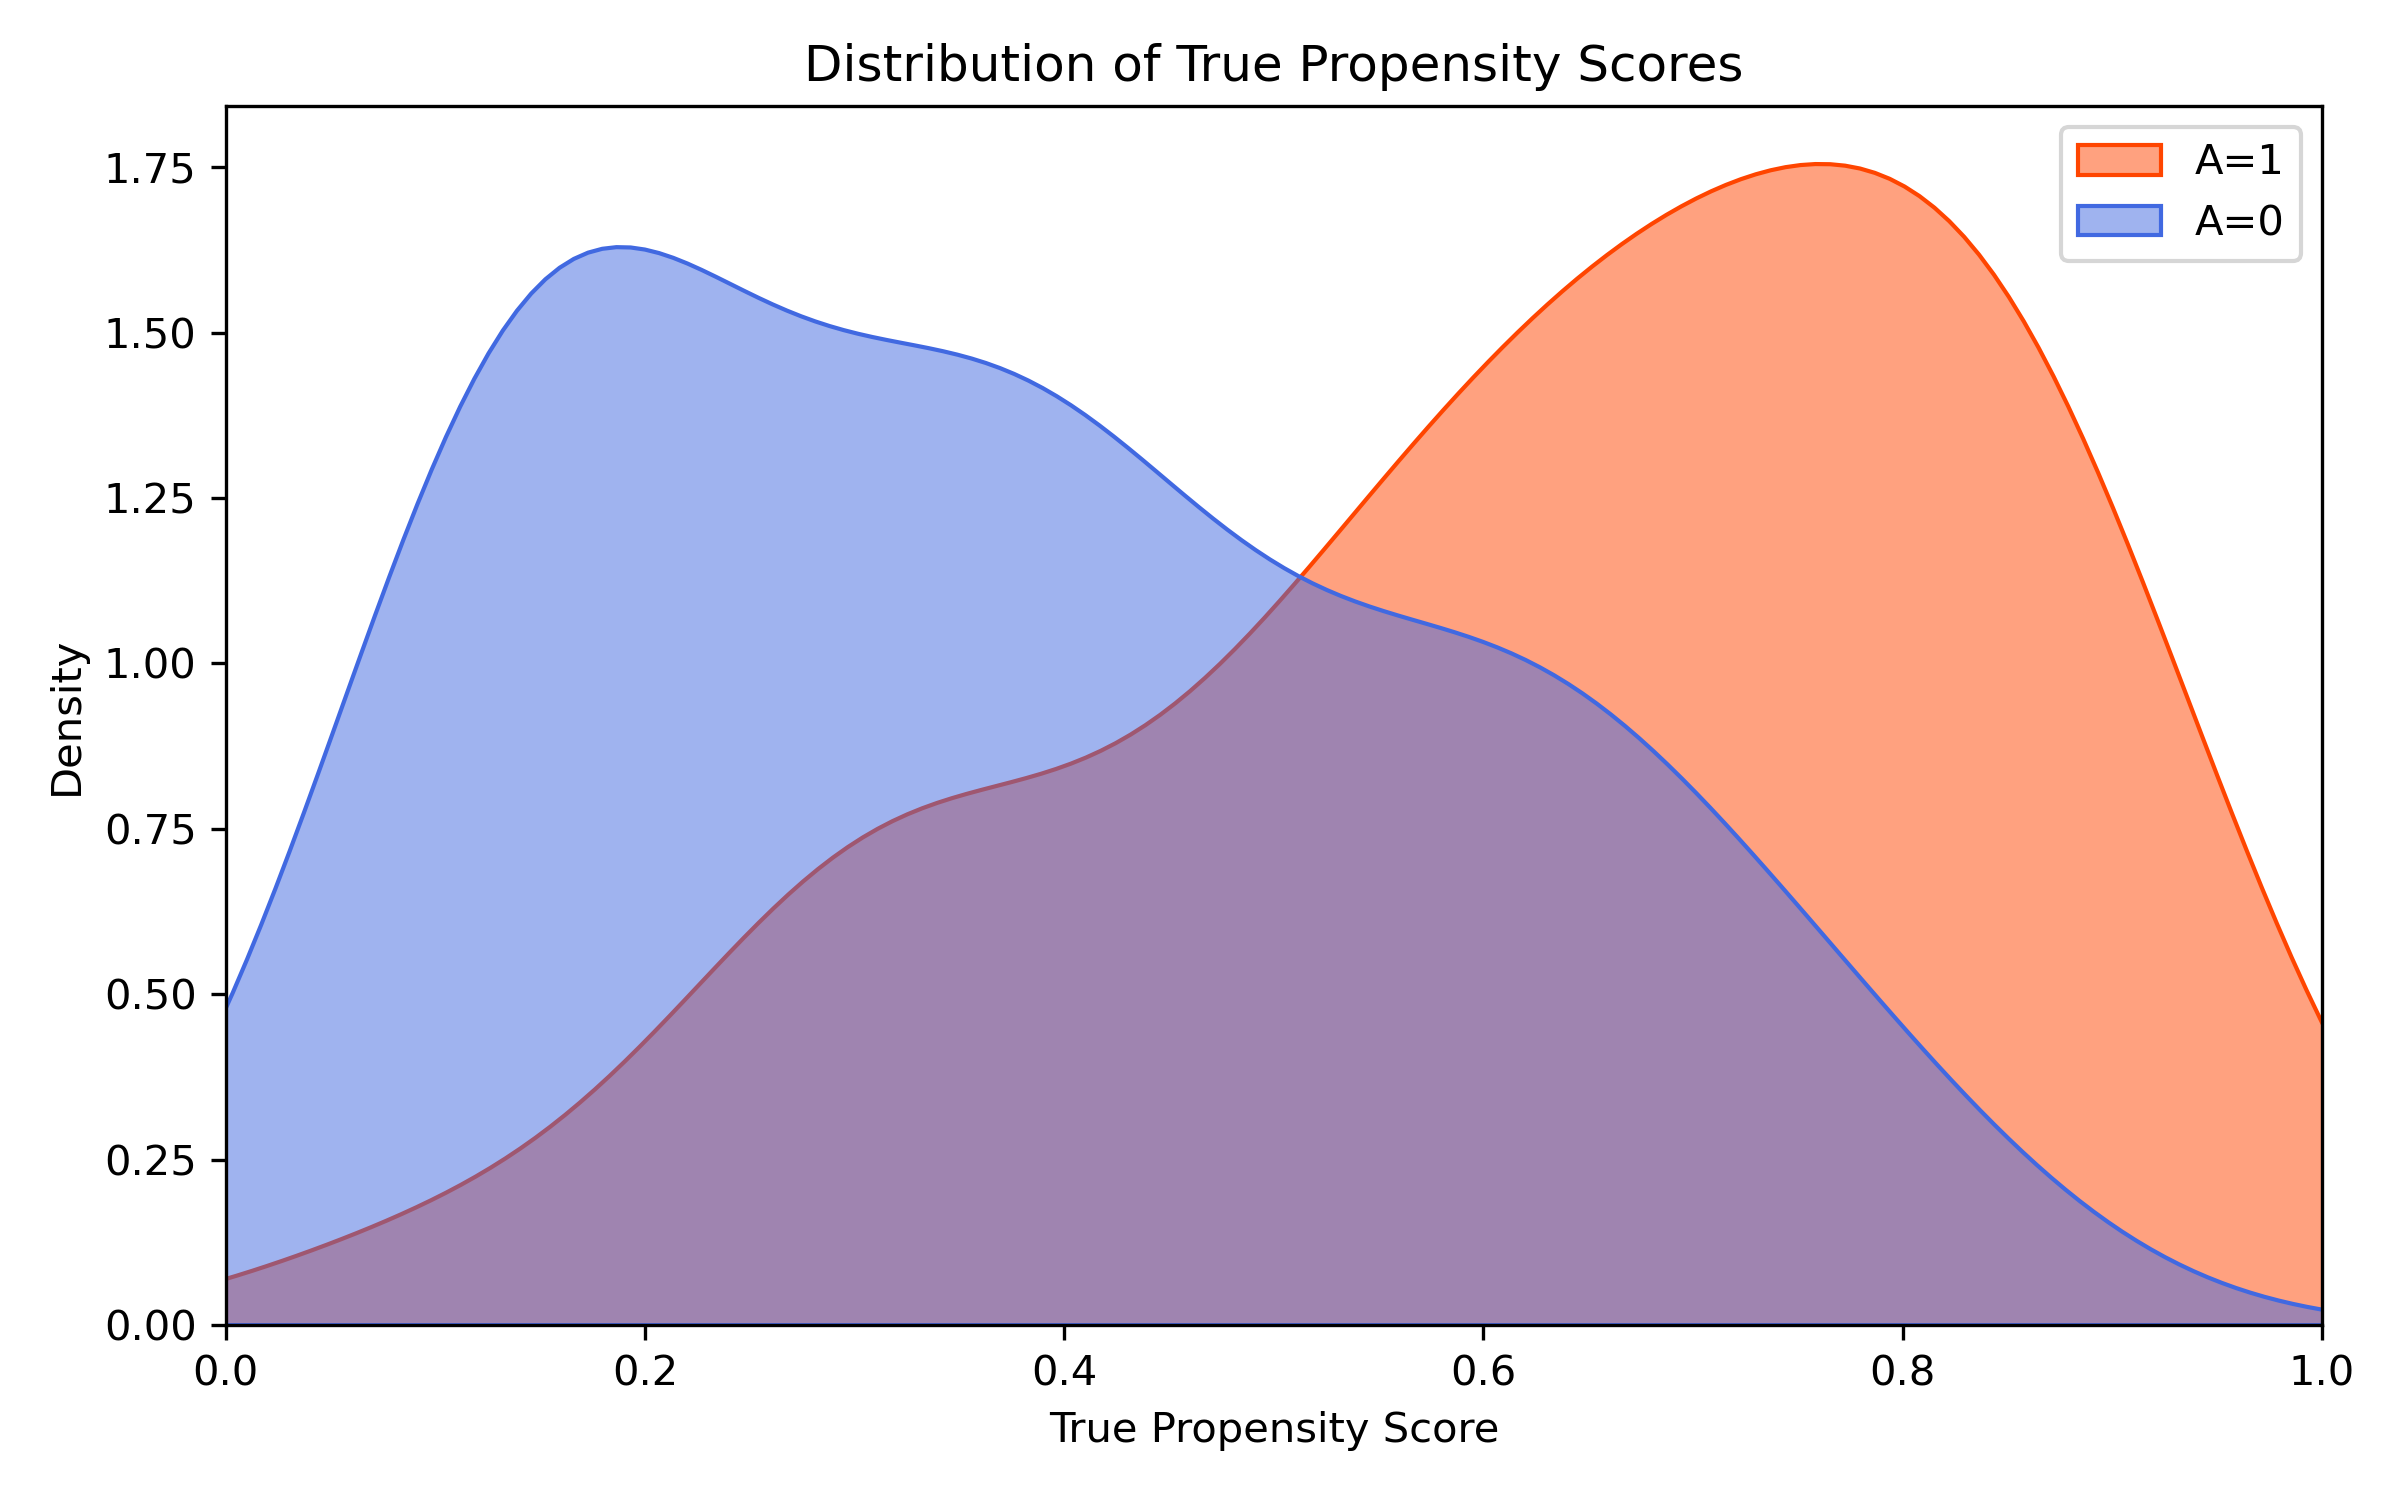 Distribution of True Propensity Scores
A=1
A=0
Density
1.75
1.50
1.25
1.00
0.75
0.50
0.25
0.00
0.0 0.2 0.4 0.6 0.8 1.0
True Propensity Score